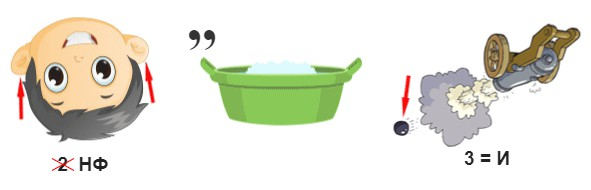 ,,
2 НФ
3 = И